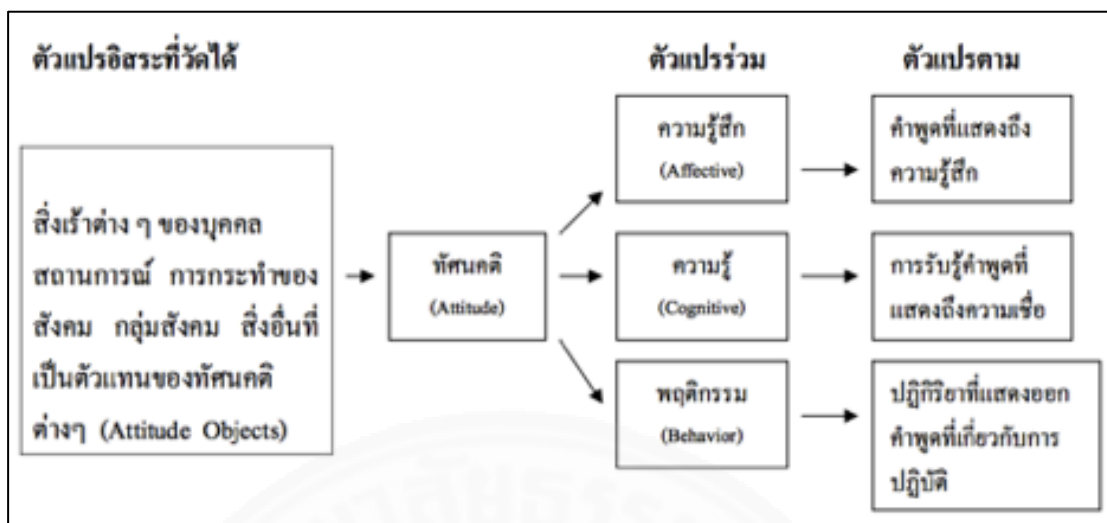 ตัวแปรอิสระที่วัดได้
ตัวแปรร่วม
ตัวแปรตาม
สิ่งเร้าต่าง ๆ ของบุคคล
สถานการณ์ การกระทำของ
สังคม กลุ่มสังคม สิ่งอื่นที่
เป็นตัวแทนของทัศนคติ
ต่างๆ (Attitude Objects)
ทัศนคติ
(Attitude)
ความรู้สึก
(Affective)
คำพูดที่แสดงถึง
ความรู้สึก
ความรู้
(Cognitive)
การรับรู้คำพูดที่
แสดงถึงความเชื่อ
พฤติกรรม
(Behavior)
ปฏิกิริยาที่แสดงออก
คำพูดที่เกี่ยวกับการ
ปฏิบัติ